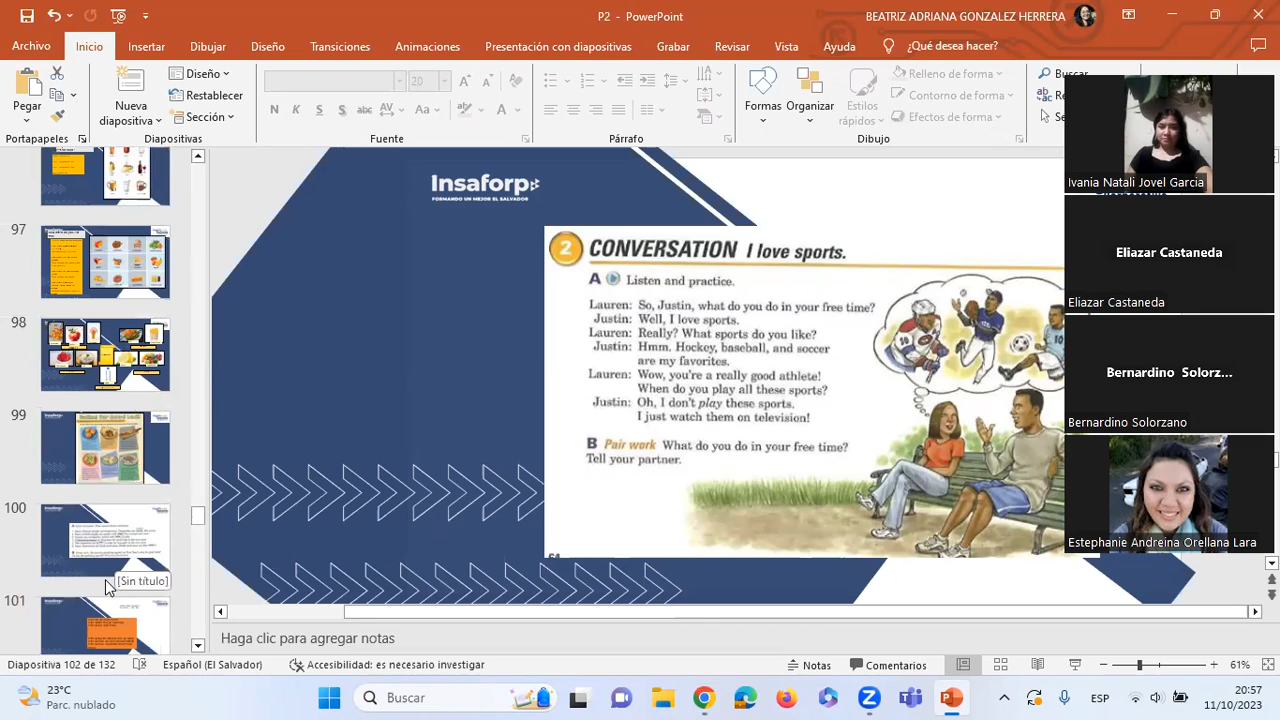 P2 - PowerPoint
BEATRIZ ADRIANA GONZALEZ HERRERA
Archivo Inicio Insertar Dibujar Diseño Transiciones Animaciones Presentación con diapositivas Grabar Revisar Vista Ayuda ¿Qué desea hacer?
Pegar
Portapapeles
Nueva
diapositiva
Diseño
Restablecer
Sección
Diapositivas
20
N K S S abc AV Aa A
Fuente
Párrafo
Formas
Organizar
Estilos
rápidos
Relleno de forma
Contorno de forma
Efectos de forma
Dibujo
Buscar
Ivania Natali Jovel Garcia
Eliazar Castaneda
Eliazar Castaneda
Bernardino Solorz...
Bernardino Solorzano
Estephanie Andreina Orellana Lara
97
98
99
100
[Sin título]
101
Insaforp
FORMANDO UN MEJOR EL SALVADOR
2 CONVERSATION I love sports.
A Listen and practice.
Lauren: So, Justin, what do you do in your free time?
Justin: Well, I love sports.
Lauren: Really? What sports do you like?
Justin: Hmm. Hockey, baseball, and soccer
are my favorites.
Lauren: Wow, you're a really good athlete!
When do you play all these sports?
Justin: Oh, I don't play these sports.
I just watch them on television!
B Pair work What do you do in your free time?
Tell your partner.
Haga clic para agregar notas
Diapositiva 102 de 132 Español (El Salvador) Accesibilidad: es necesario investigar Notas Comentarios 61%
23°C
Parc. nublado
Buscar
ESP
20:57
11/10/2023